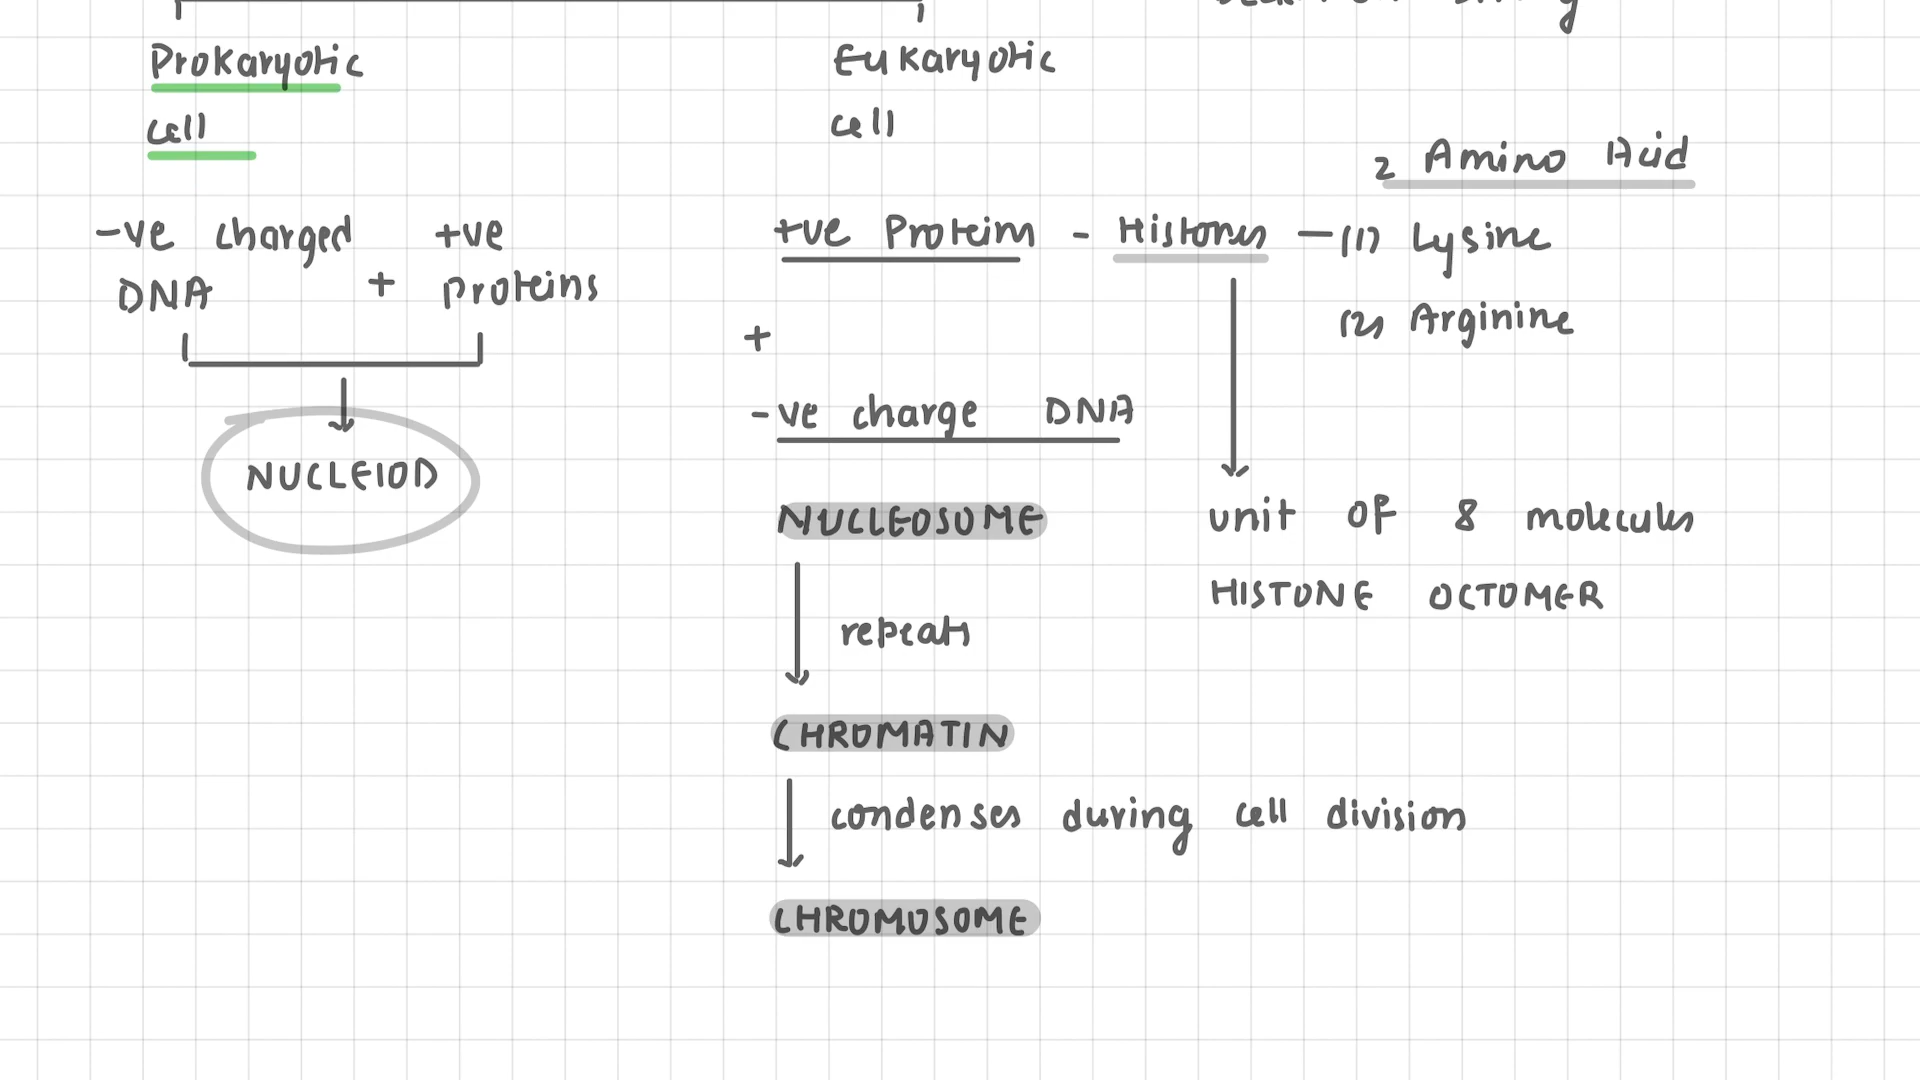 Prokaryotic
cell
-ve charged
DNA
+
+ve
proteins
NUCLEIOD
Eukaryotic
cell
+ve Protein - Histones - (1) Lysine
2 Amino Acid
(2) Arginine
+
-ve charge DNA
NUCLEOSOME
unit OF 8 molecules
HISTONE OCTOMER
repeats
CHROMATIN
condenses during cell division
CHROMOSOME